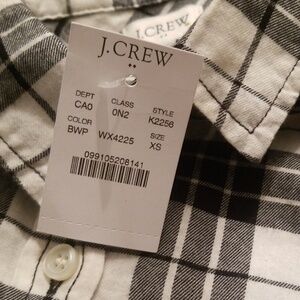 J.CREW
J.CREW
DEPT CLASS STYLE
CA0 0N2 K2256
COLOR SIZE
BWP WX4225 XS
099105208141